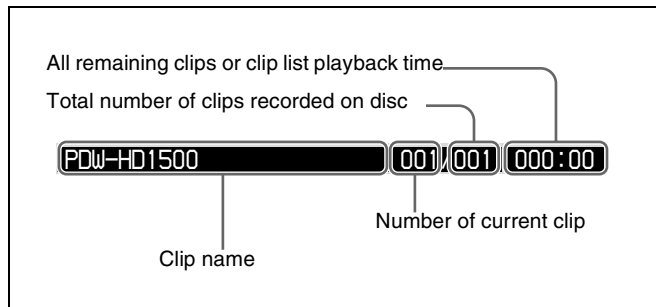 All remaining clips or clip list playback time
Total number of clips recorded on disc
PDW-HD1500 001/001 000:00
Number of current clip
Clip name